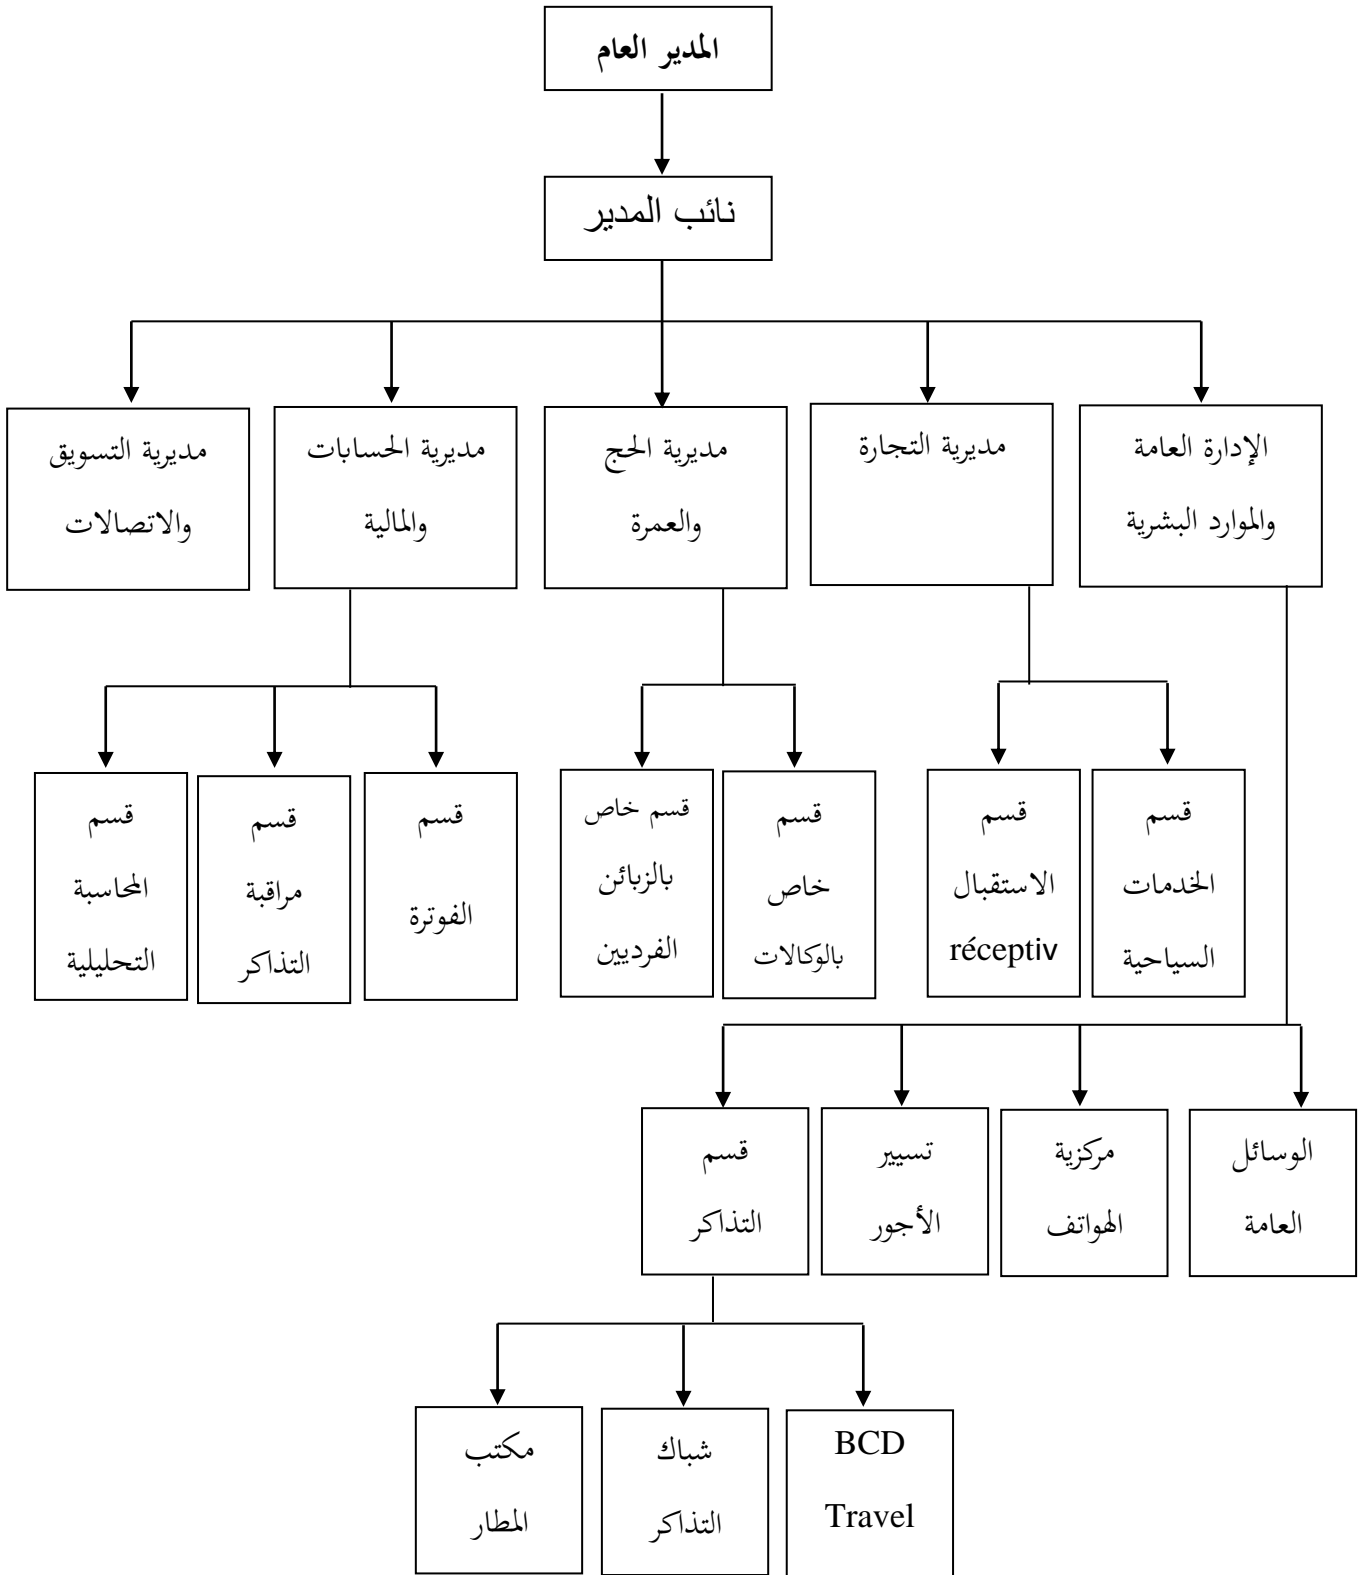 المدير العام
نائب المدير
الإدارة العامة
والموارد البشرية
مديرية التجارة
مديرية الحج
والعمرة
مديرية الحسابات
والمالية
مديرية التسويق
والاتصالات
قسم
الخدمات
السياحية
قسم
الاستقبال
réceptiv
قسم
خاص
بالوكالات
قسم خاص
بالزبائن
الفرديين
قسم
الفوترة
قسم
مراقبة
التذاكر
قسم
المحاسبة
التحليلية
الوسائل
العامة
مركزية
الهواتف
تسيير
الأجور
قسم
التذاكر
BCD
Travel
شباك
التذاكر
مكتب
المطار